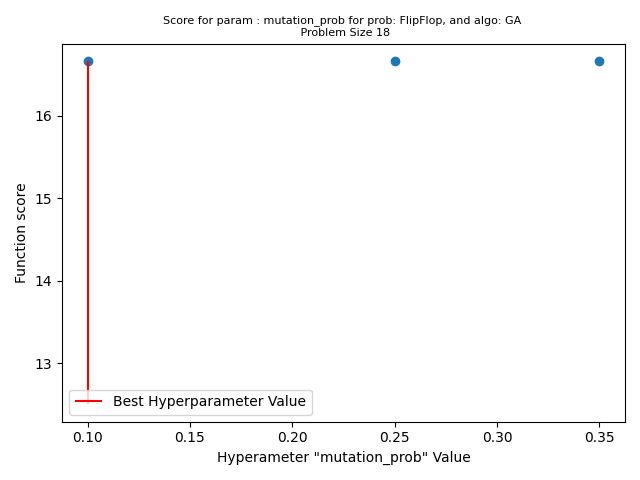 Score for param : mutation_prob for prob: FlipFlop, and algo: GA
Problem Size 18
Function score
16
15
14
13
Best Hyperparameter Value
0.10 0.15 0.20 0.25 0.30 0.35
Hyperameter "mutation_prob" Value